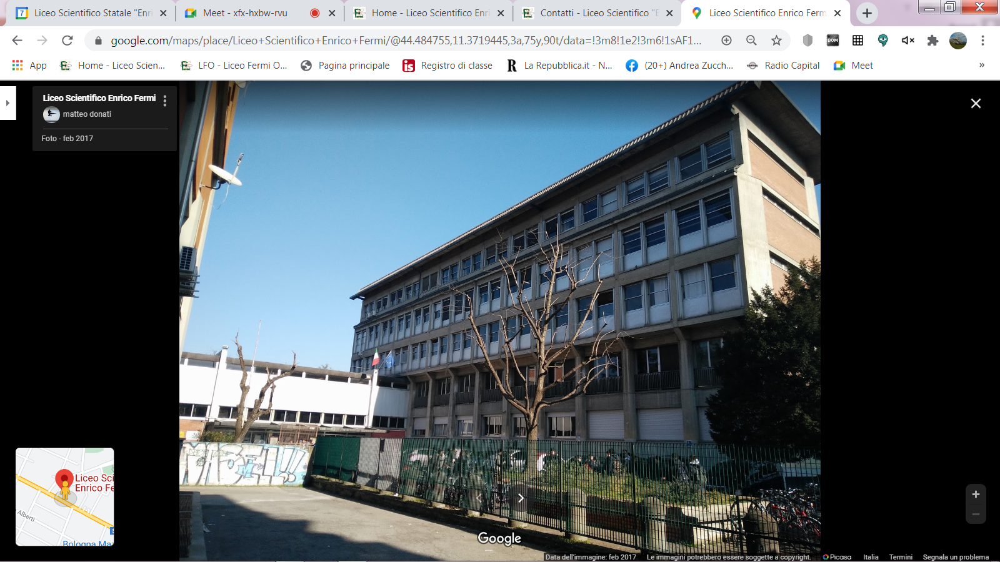 Liceo Scientifico Statale "Enri
Meet - xfx-hxbw-rvu
Home - Liceo Scientifico Enri
Contatti - Liceo Scientifico "E
Liceo Scientifico Enrico Ferm
google.com/maps/place/Liceo+Scientifico+Enrico+Fermi/@44.484755,11.3719445,3a,75y,90t/data=!3m8!1e2!3m6!1sAF1...
App
Home - Liceo Scien...
LFO - Liceo Fermi O...
Pagina principale
Registro di classe
La Repubblica.it - N...
(20+) Andrea Zucch...
Radio Capital
Meet
»
Liceo Scientifico Enrico Fermi
matteo donati
Foto - feb 2017
Liceo Sci
Enrico Fe
Alberti
Bologna Maz
Google
Data dell'immagine: feb 2017 Le immagini potrebbero essere soggette a copyright. Picasa Italia Termini Segnala un problema